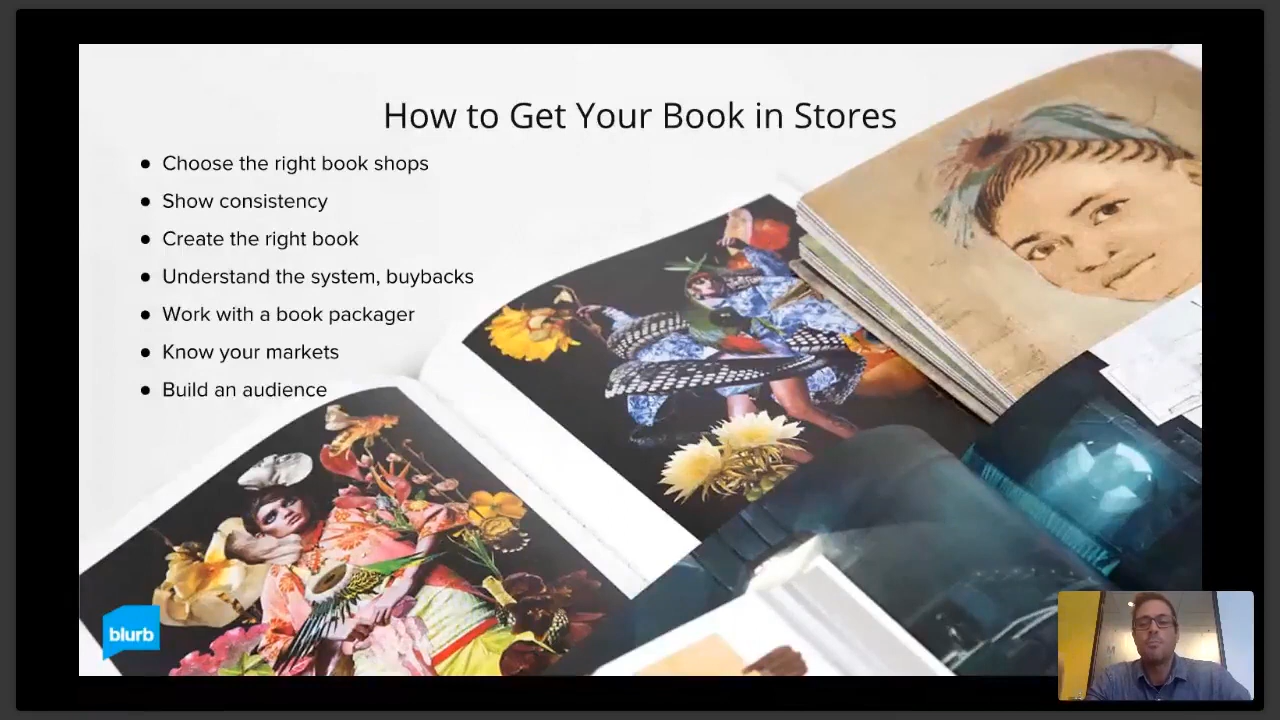 How to Get Your Book in Stores
● Choose the right book shops
● Show consistency
● Create the right book
● Understand the system, buybacks
● Work with a book packager
● Know your markets
● Build an audience
blurb